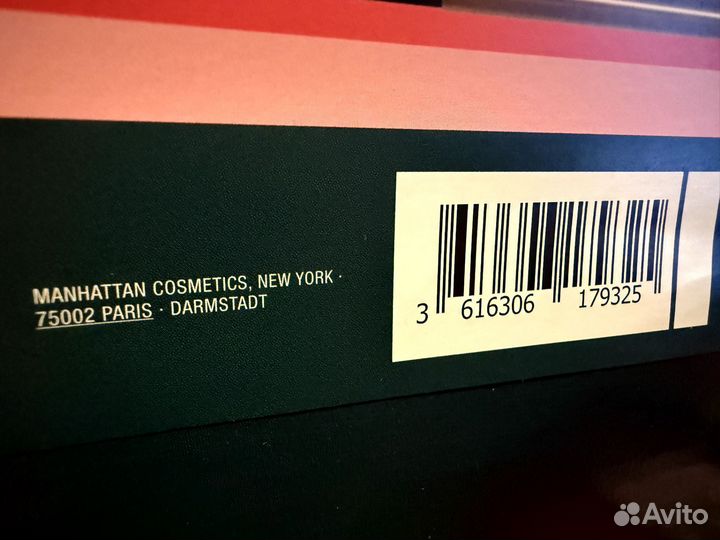 MANHATTAN COSMETICS, NEW YORK ·
75002 PARIS · DARMSTADT
3 616306 179325
Avito